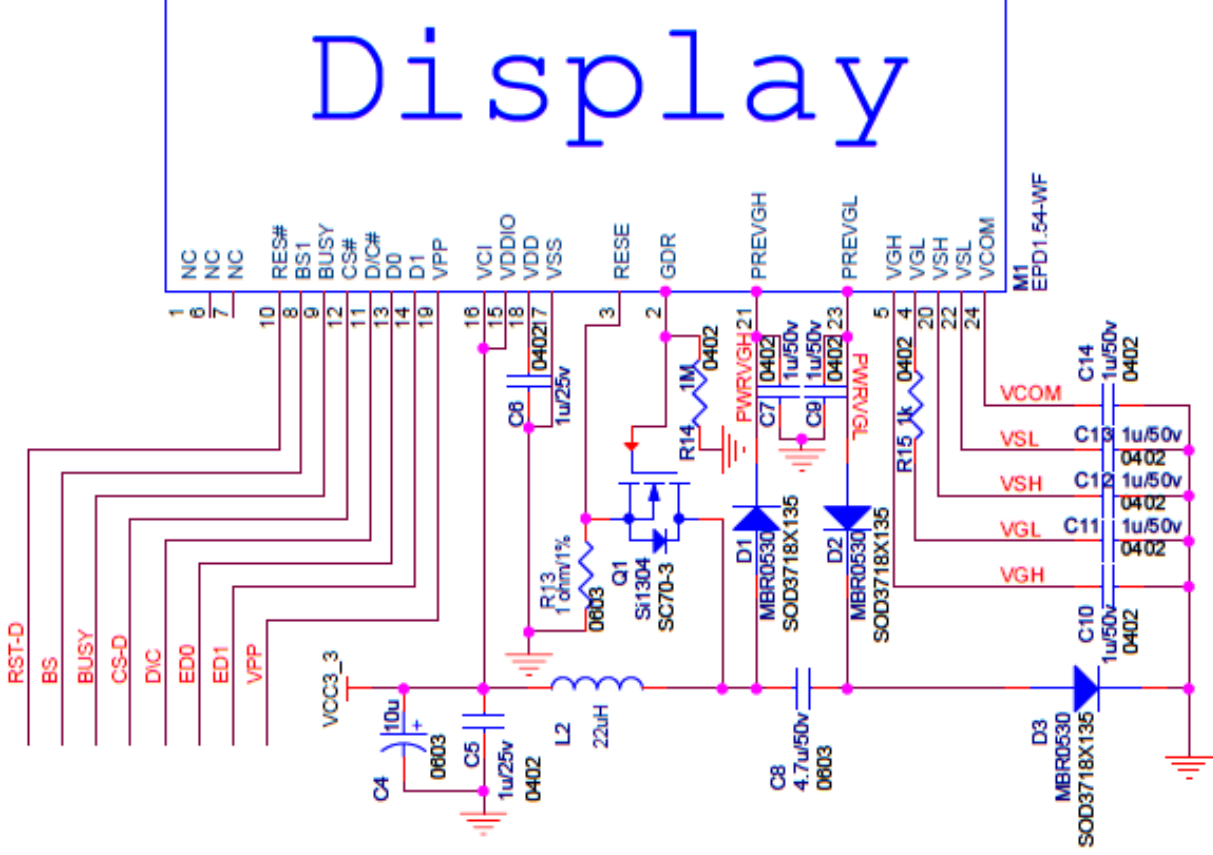 Display
M1
EPD1.54-WF
NC
NC
NC
RES#
BS1
BUSY
CS#
D/C#
D0
D1
VPP
VCI
VDDIO
VDD
VSS
RESE
GDR
PREVGH
PREVGL
VGH
VGL
VSH
VSL
VCOM
1
6
7
10
8
9
12
11
13
14
19
16
15
18
17
3
2
21
23
5
4
20
22
24
C6
1u/25v
0402
R14
1M
0402
PWRVGH
C7
1u/50v
0402
C9
1u/50v
0402
PWRVGL
R15 1k
0402
C14
1u/50v
0402
VCOM
VSL
C13 1u/50v
0402
VSH
C12 1u/50v
0402
VGL
C11 1u/50v
0402
VGH
C10
1u/50v
0402
R13
1 ohm/1%
0603
Q1
Si1304
SC70-3
D1
MBR0530
SOD3718X135
D2
MBR0530
SOD3718X135
RST-D
BS
BUSY
CS-D
D\C
ED0
ED1
VPP
VCC3_3
C4
10u
+
0603
C5
1u/25v
0402
L2
22uH
C8
4.7u/50v
0603
D3
MBR0530
SOD3718X135